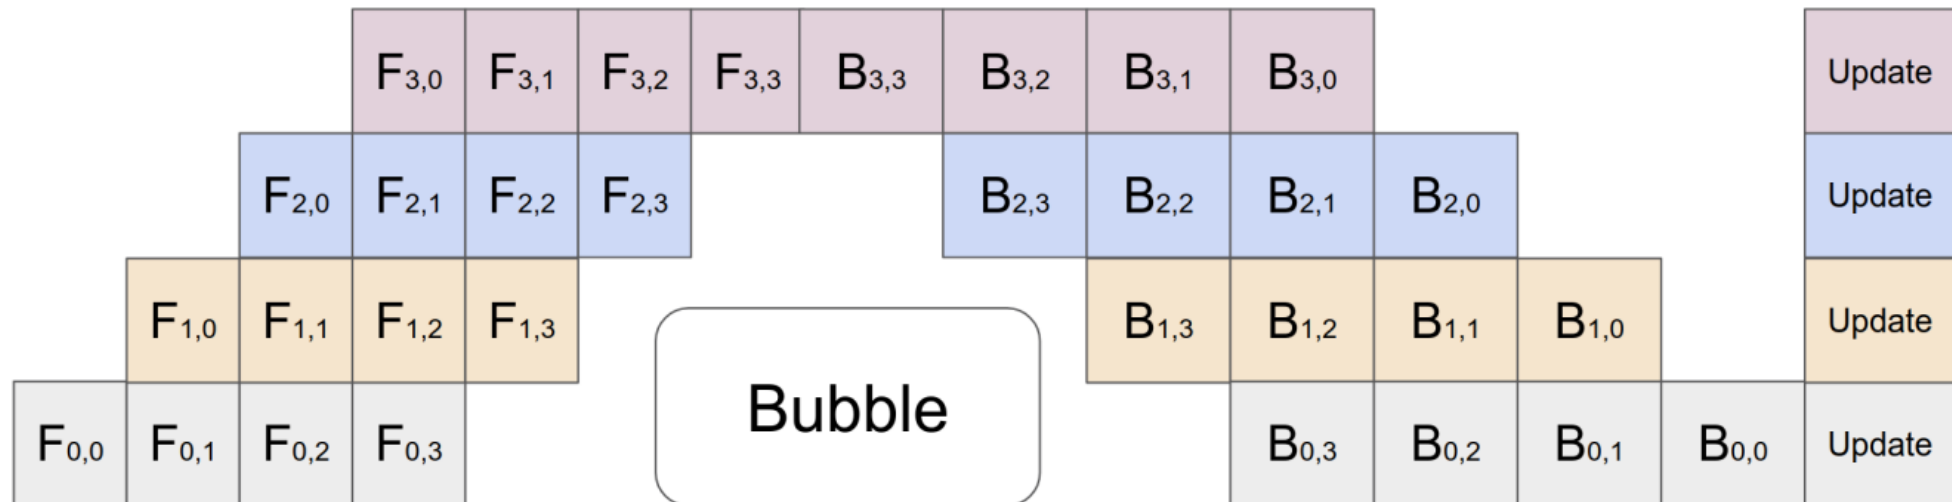 F3,0 F3,1 F3,2 F3,3 B3,3 B3,2 B3,1 B3,0 Update
F2,0 F2,1 F2,2 F2,3 B2,3 B2,2 B2,1 B2,0 Update
F1,0 F1,1 F1,2 F1,3 B1,3 B1,2 B1,1 B1,0 Update
Bubble
F0,0 F0,1 F0,2 F0,3 B0,3 B0,2 B0,1 B0,0 Update